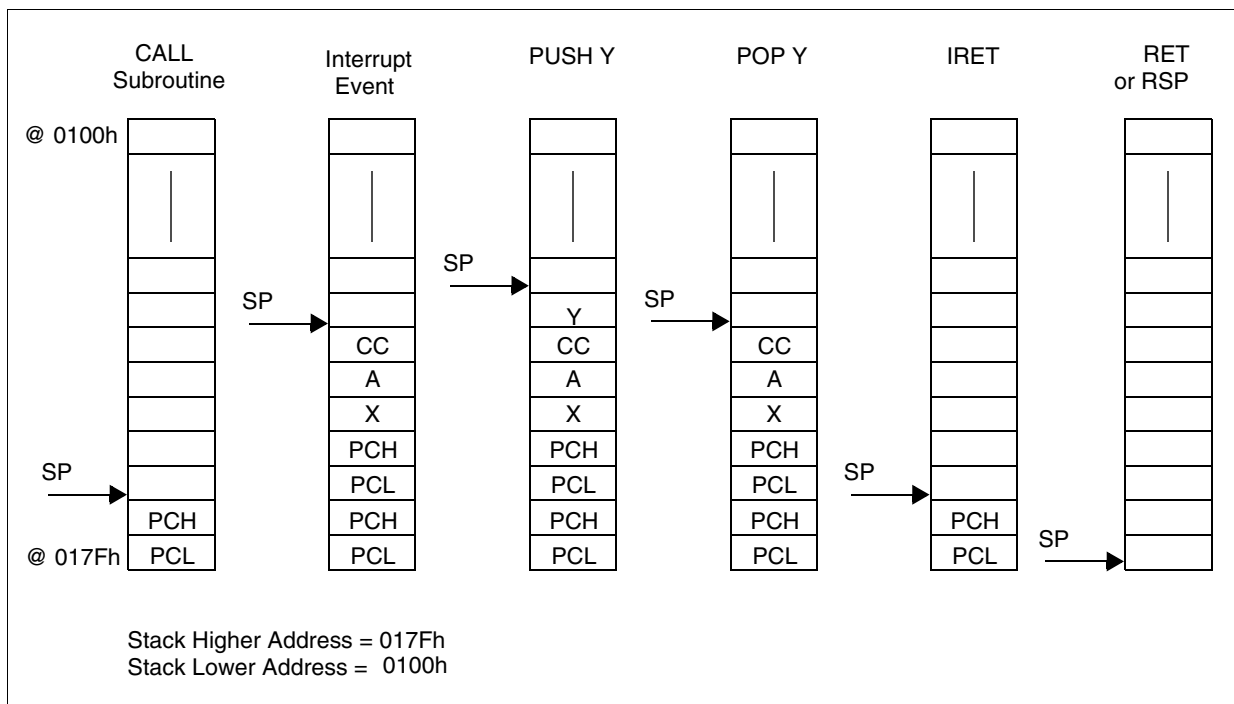 CALL
Subroutine
Interrupt
Event
PUSH Y
POP Y
IRET
RET
or RSP
@ 0100h
SP
SP
SP
Y
CC
CC
CC
A
A
A
X
X
X
PCH
PCH
PCH
SP
SP
PCL
PCL
PCL
PCH
PCH
PCH
PCH
PCH
SP
@ 017Fh
PCL
PCL
PCL
PCL
PCL
Stack Higher Address = 017Fh
Stack Lower Address = 0100h